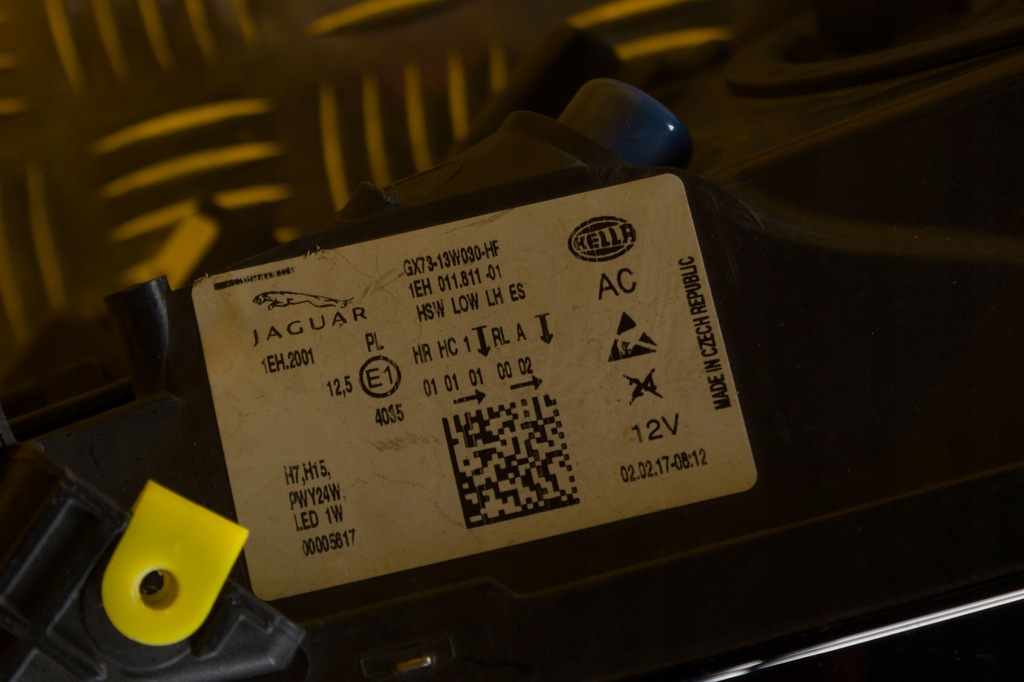 JAGUAR
1EH.2001
GX73-13W030-HF
1EH 011.811-01
HSW LOW LH ES
HELLA
AC
PL
12,5 E1
4035
HR HC 1 RL A
01 01 01 00 02
H7,H15,
PWY24W
LED 1W
00005817
12V
02.02.17-08:12
MADE IN CZECH REPUBLIC